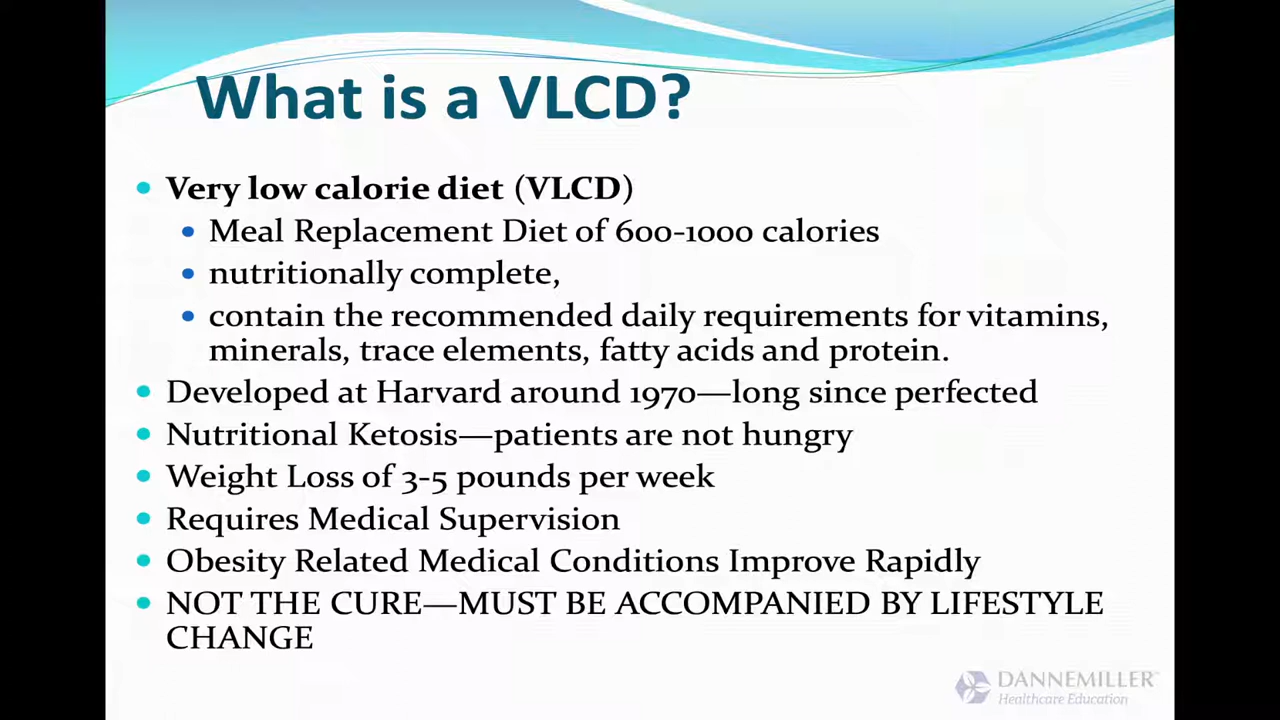 What is a VLCD?
Very low calorie diet (VLCD)
Meal Replacement Diet of 600-1000 calories
nutritionally complete,
contain the recommended daily requirements for vitamins,
minerals, trace elements, fatty acids and protein.
Developed at Harvard around 1970—long since perfected
Nutritional Ketosis—patients are not hungry
Weight Loss of 3-5 pounds per week
Requires Medical Supervision
Obesity Related Medical Conditions Improve Rapidly
NOT THE CURE—MUST BE ACCOMPANIED BY LIFESTYLE
CHANGE
DANNEMILLER
Healthcare Education